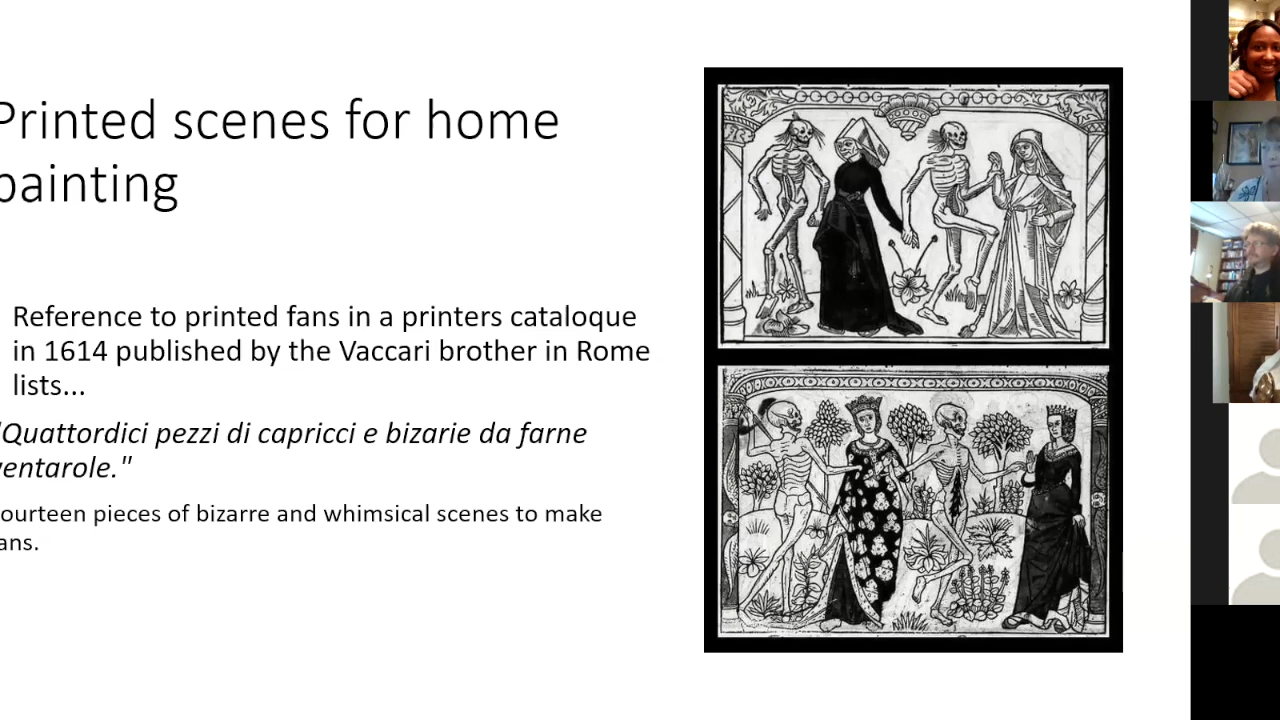 Printed scenes for home
painting
Reference to printed fans in a printers cataloque
in 1614 published by the Vaccari brother in Rome
lists...
"Quattordici pezzi di capricci e bizarie da farne
ventarole."
ourteen pieces of bizarre and whimsical scenes to make
ans.